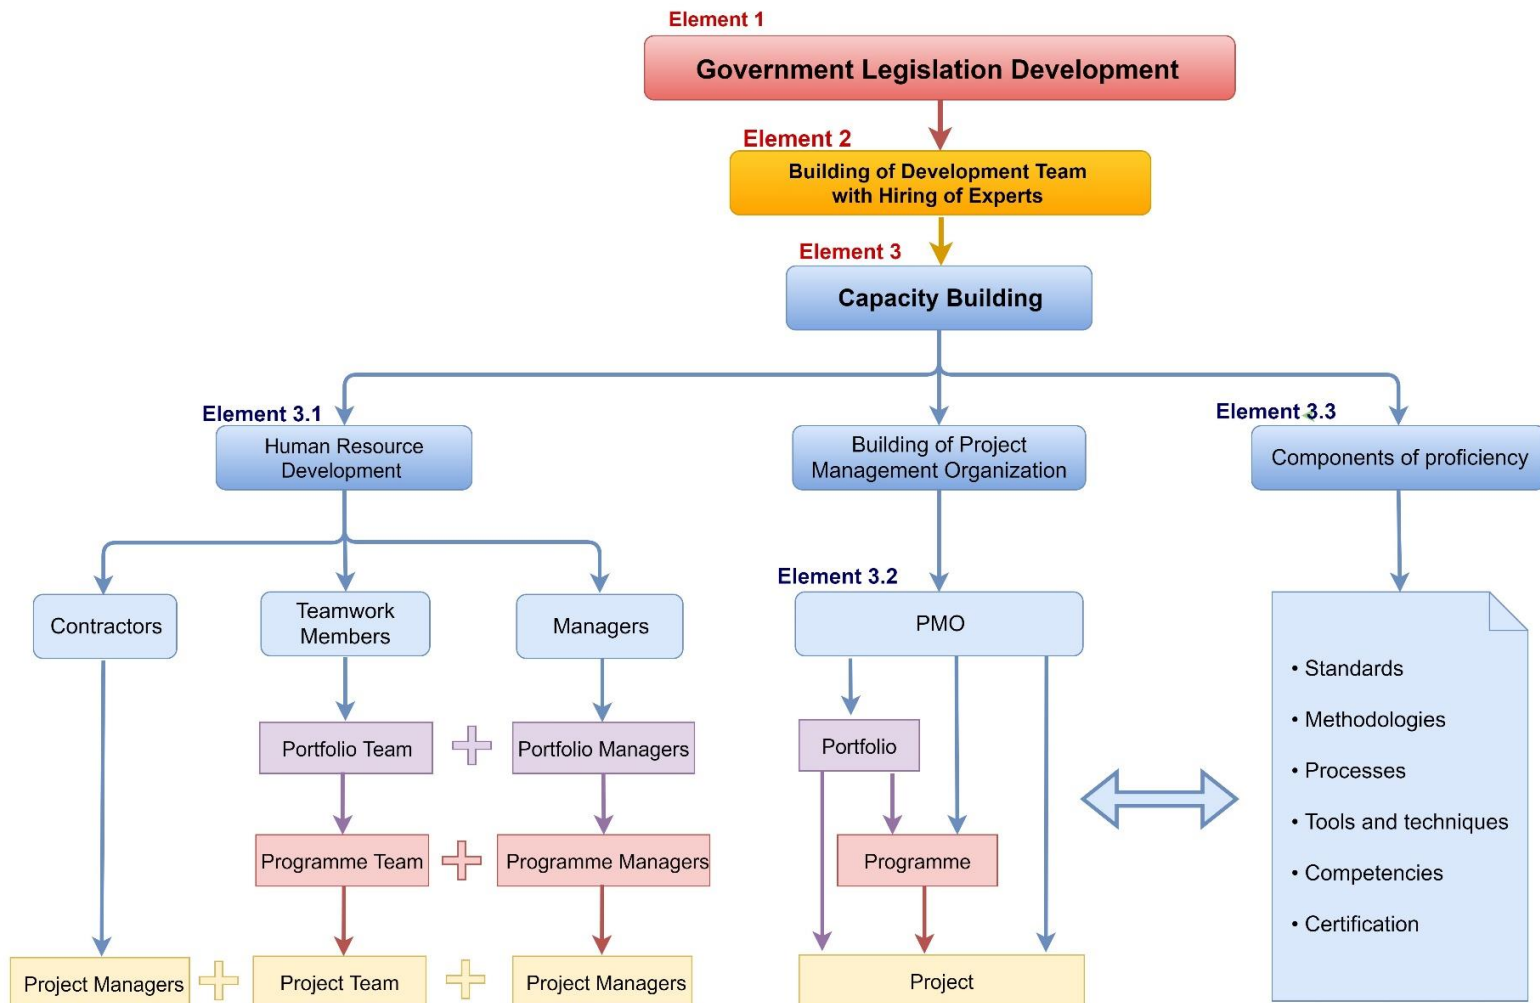 Element 1
Government Legislation Development
Element 2
Building of Development Team
with Hiring of Experts
Element 3
Capacity Building
Element 3.1
Human Resource
Development
Building of Project
Management Organization
Element 3.3
Components of proficiency
Contractors
Teamwork
Members
Managers
Element 3.2
PMO
Portfolio Team
Portfolio Managers
Portfolio
Programme Team
Programme Managers
Programme
Project Managers
Project Team
Project Managers
Project
• Standards
• Methodologies
• Processes
• Tools and techniques
• Competencies
• Certification